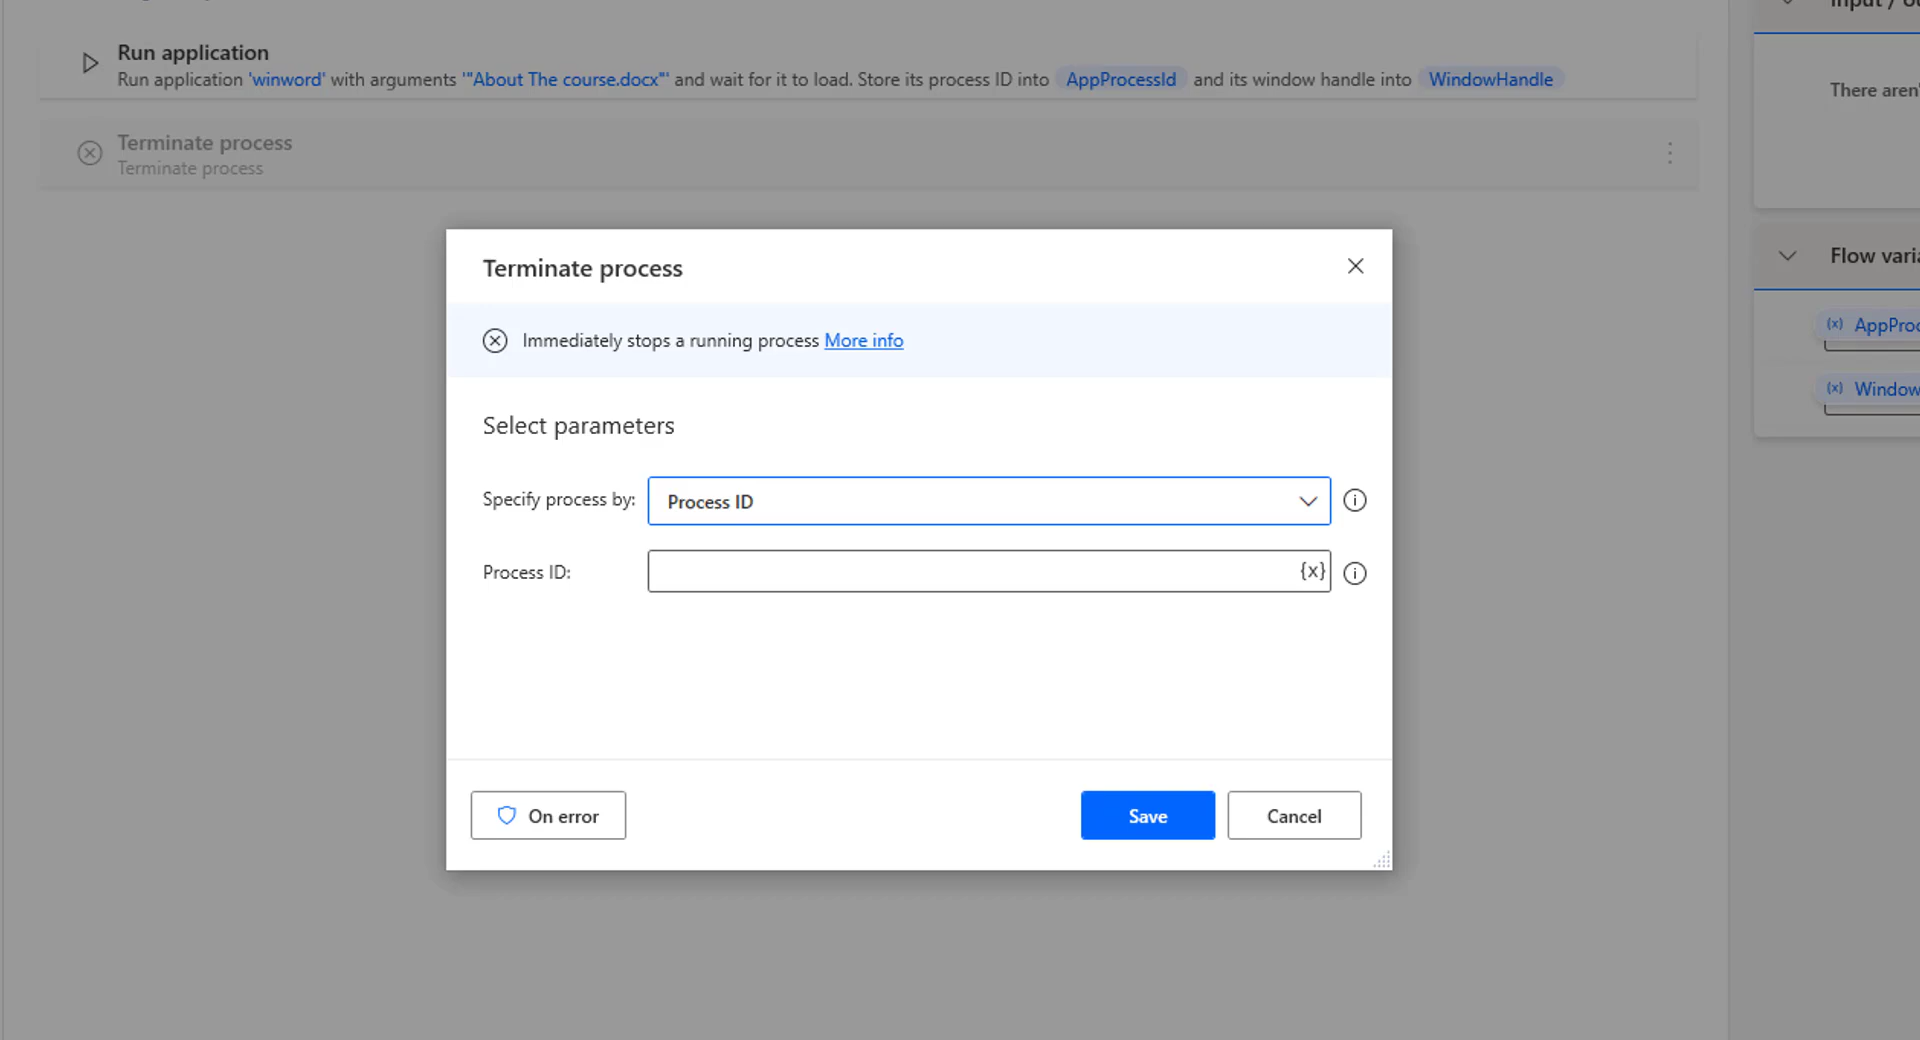 Input /
Run application
Run application 'winword' with arguments '"About The course.docx"' and wait for it to load. Store its process ID into AppProcessId and its window handle into WindowHandle
There aren'
Terminate process
Terminate process
Flow vari
(x) AppProc
(x) Window
Terminate process
Immediately stops a running process More info
Select parameters
Specify process by: Process ID
Process ID: {x}
On error
Save
Cancel